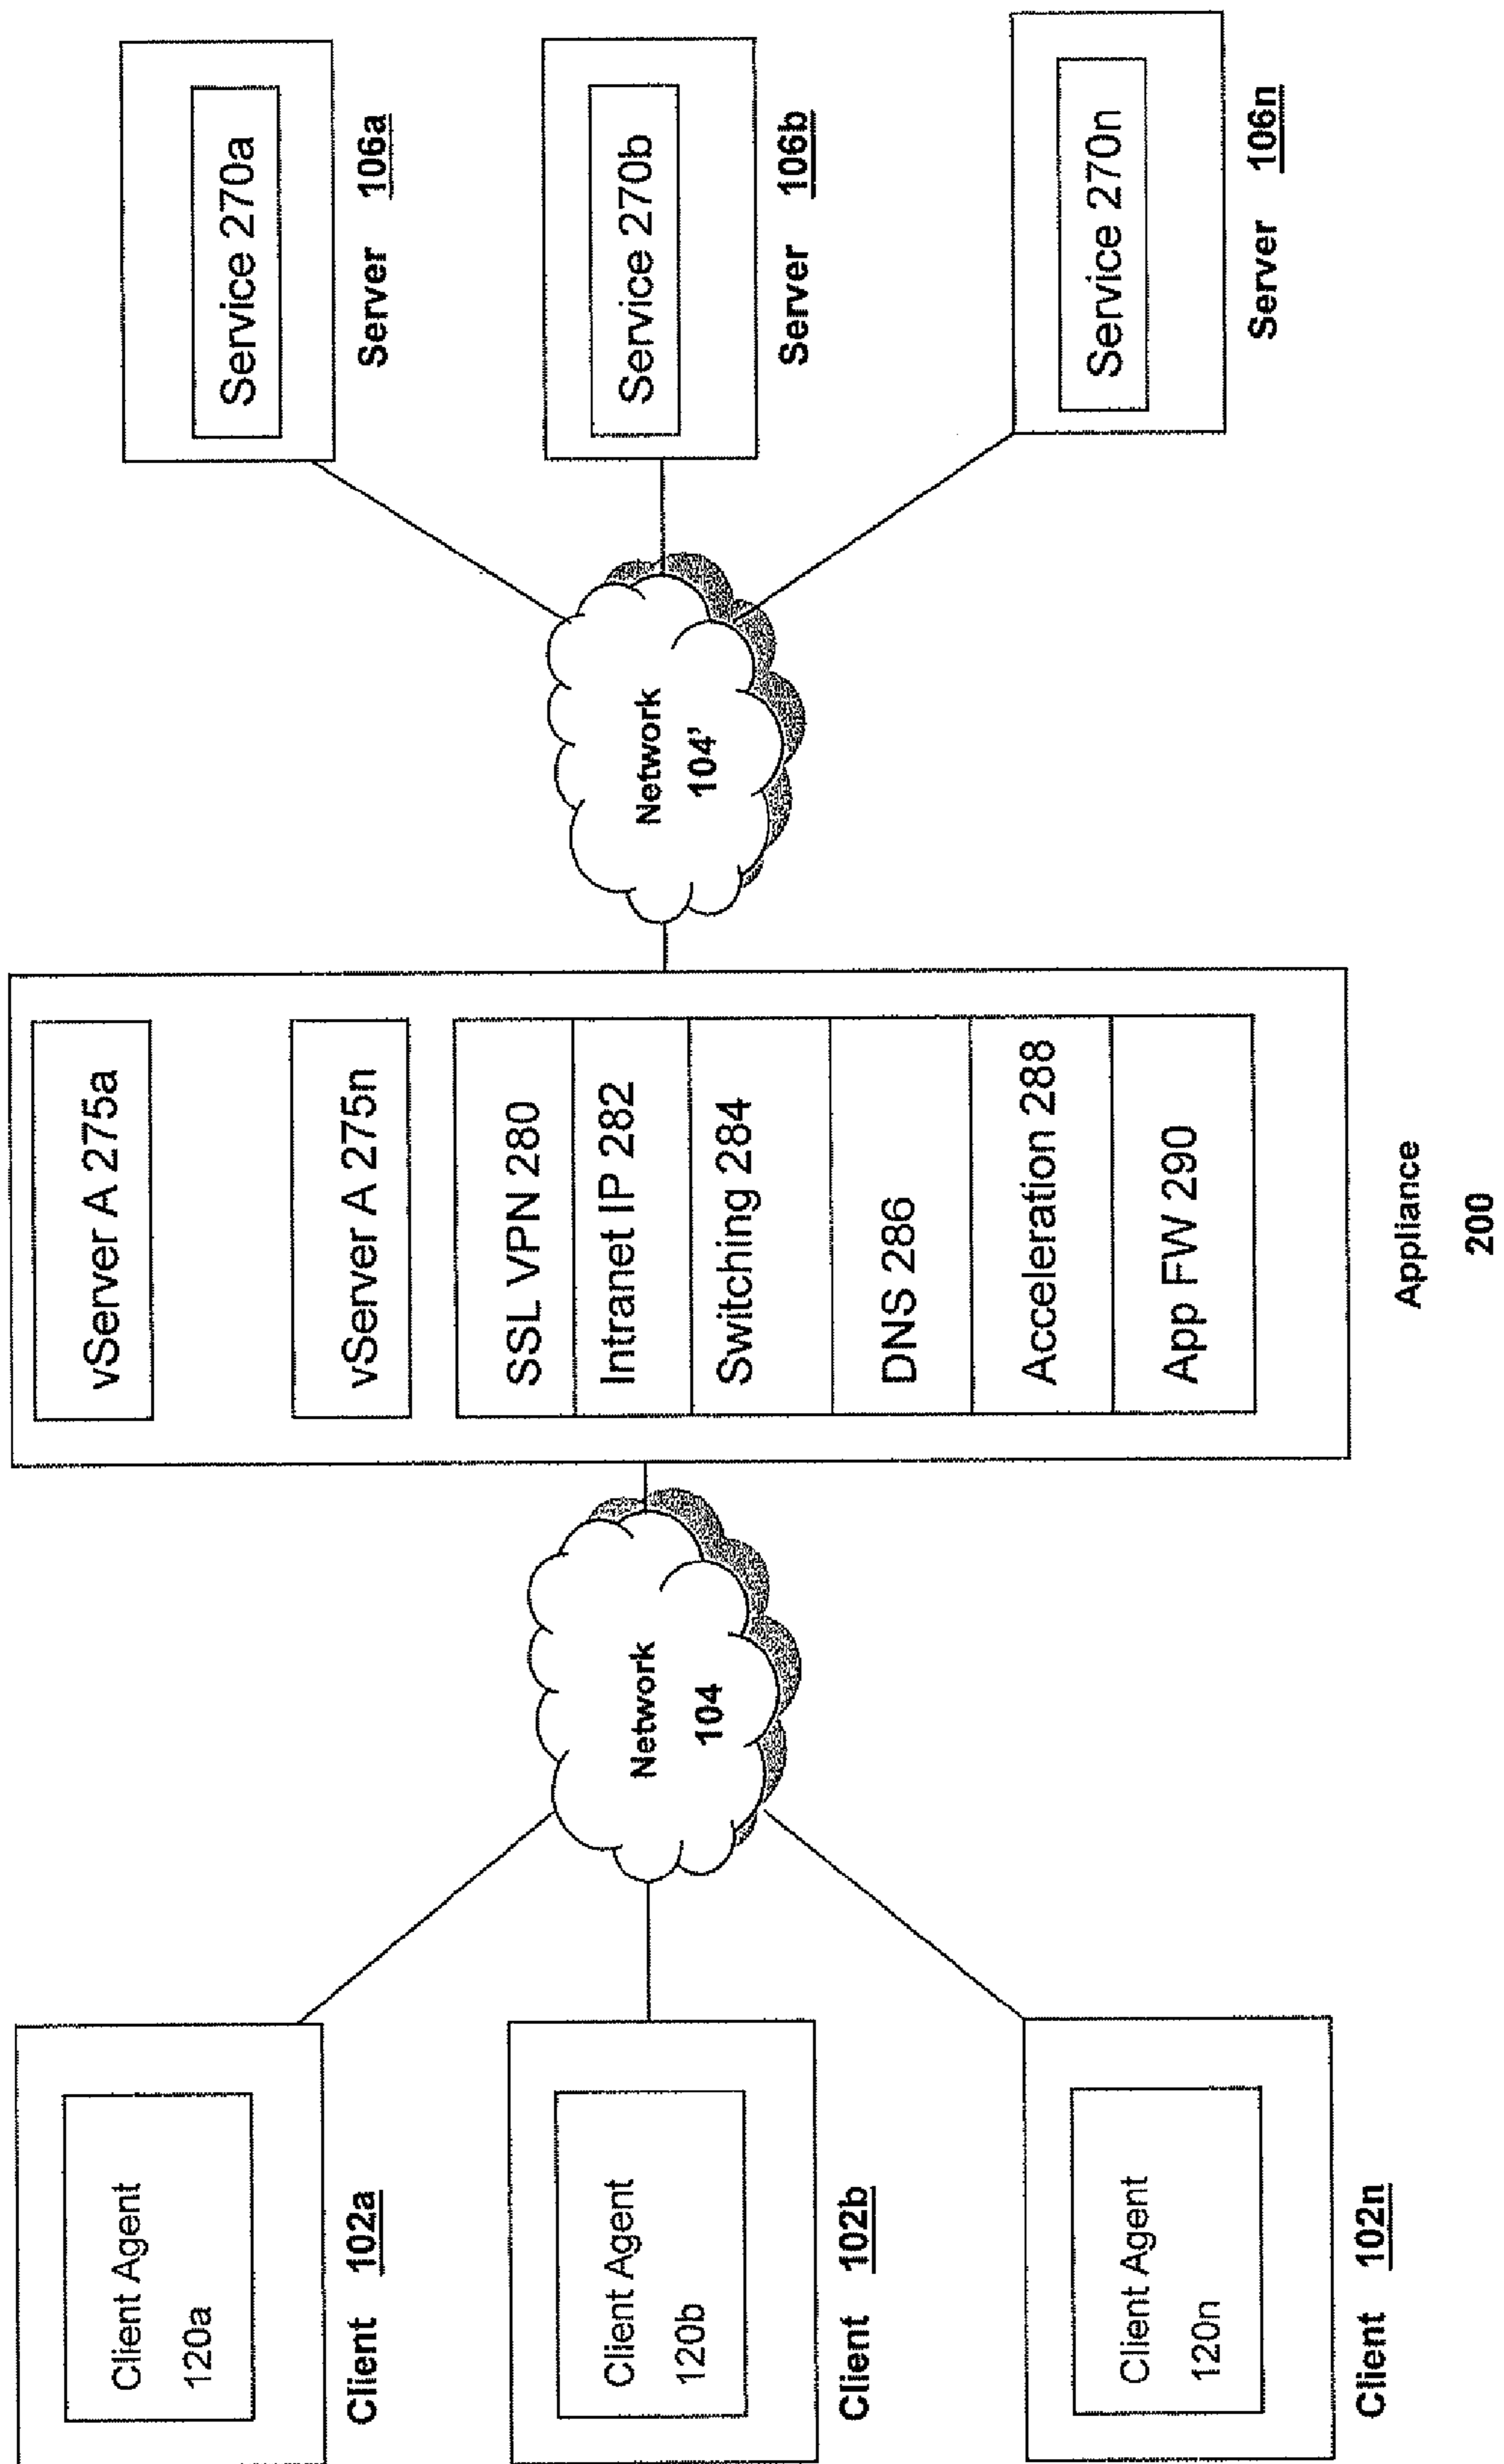 Client Agent
120a
Client 102a
Client Agent
120b
Client 102b
Client Agent
120n
Client 102n
Network
104
vServer A 275a
vServer A 275n
SSL VPN 280
Intranet IP 282
Switching 284
DNS 286
Acceleration 288
App FW 290
Appliance
200
Network
104'
Service 270a
Server 106a
Service 270b
Server 106b
Service 270n
Server 106n